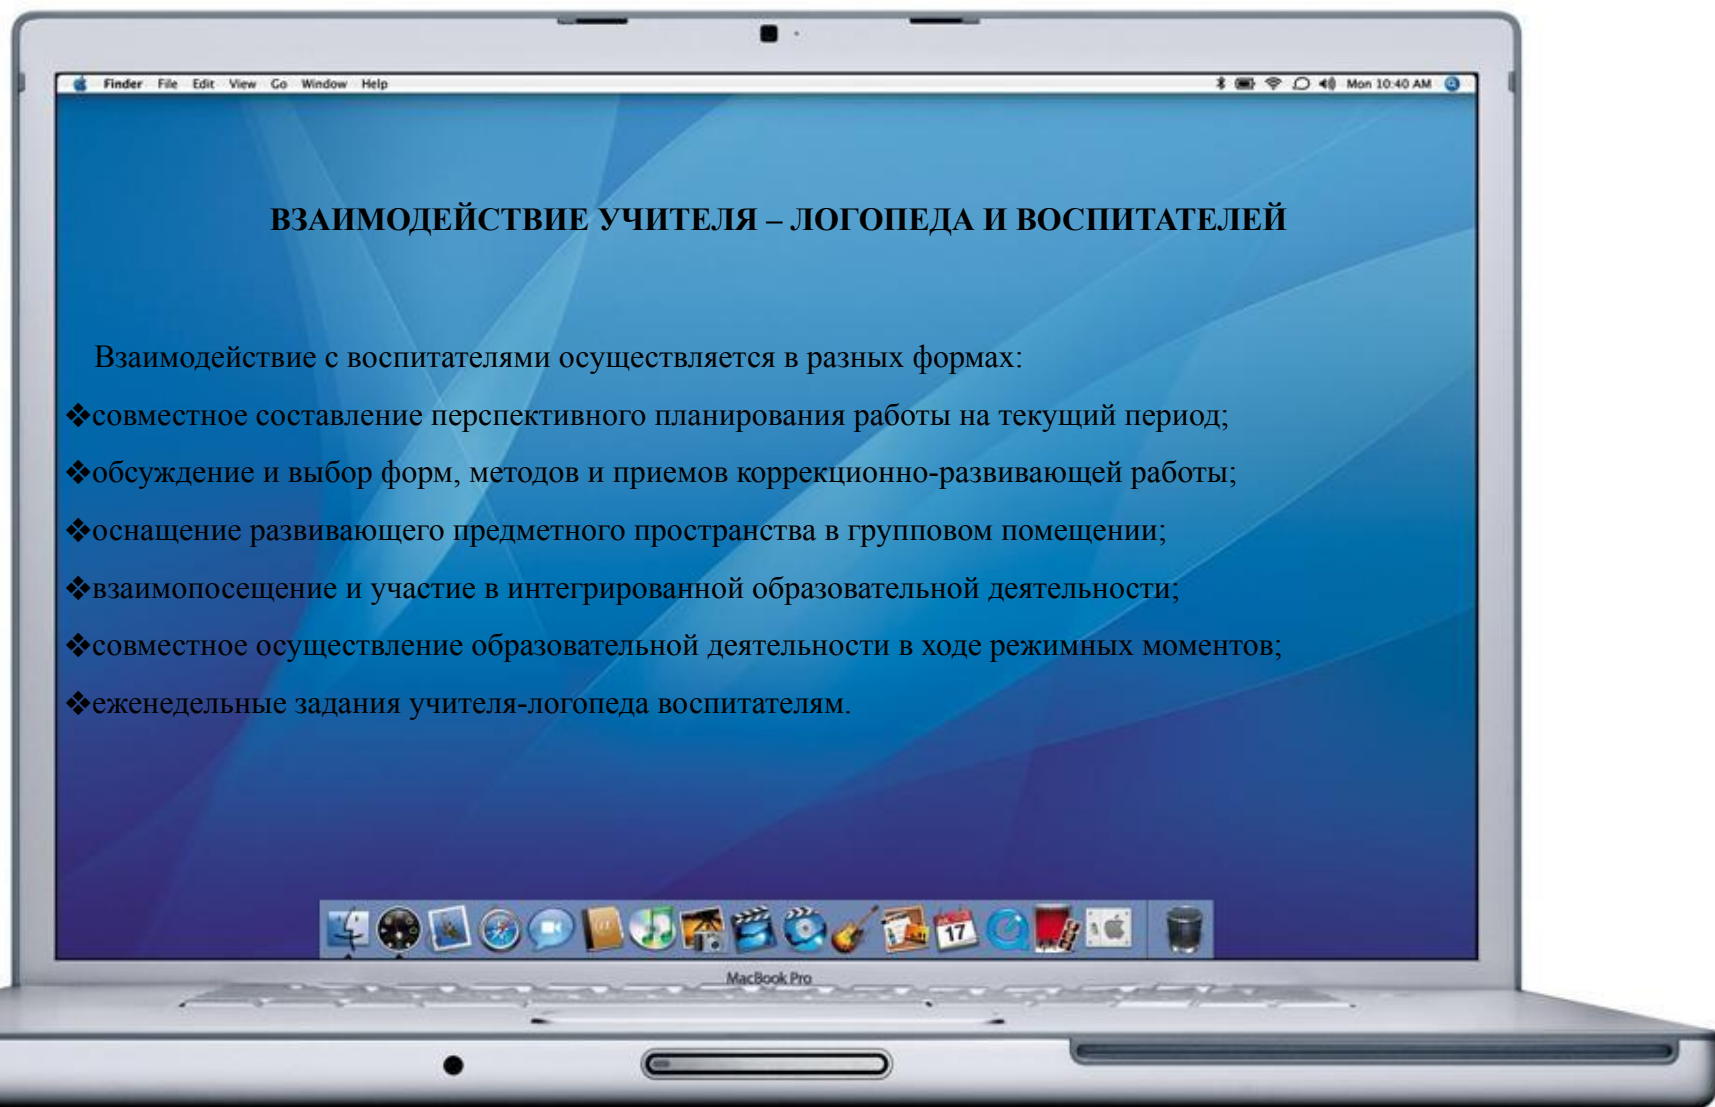 Finder File Edit View Go Window Help Mon 10:40 AM
ВЗАИМОДЕЙСТВИЕ УЧИТЕЛЯ – ЛОГОПЕДА И ВОСПИТАТЕЛЕЙ
Взаимодействие с воспитателями осуществляется в разных формах:
❖совместное составление перспективного планирования работы на текущий период;
❖обсуждение и выбор форм, методов и приемов коррекционно-развивающей работы;
❖оснащение развивающего предметного пространства в групповом помещении;
❖взаимопосещение и участие в интегрированной образовательной деятельности;
❖совместное осуществление образовательной деятельности в ходе режимных моментов;
❖еженедельные задания учителя-логопеда воспитателям.
17
MacBook Pro